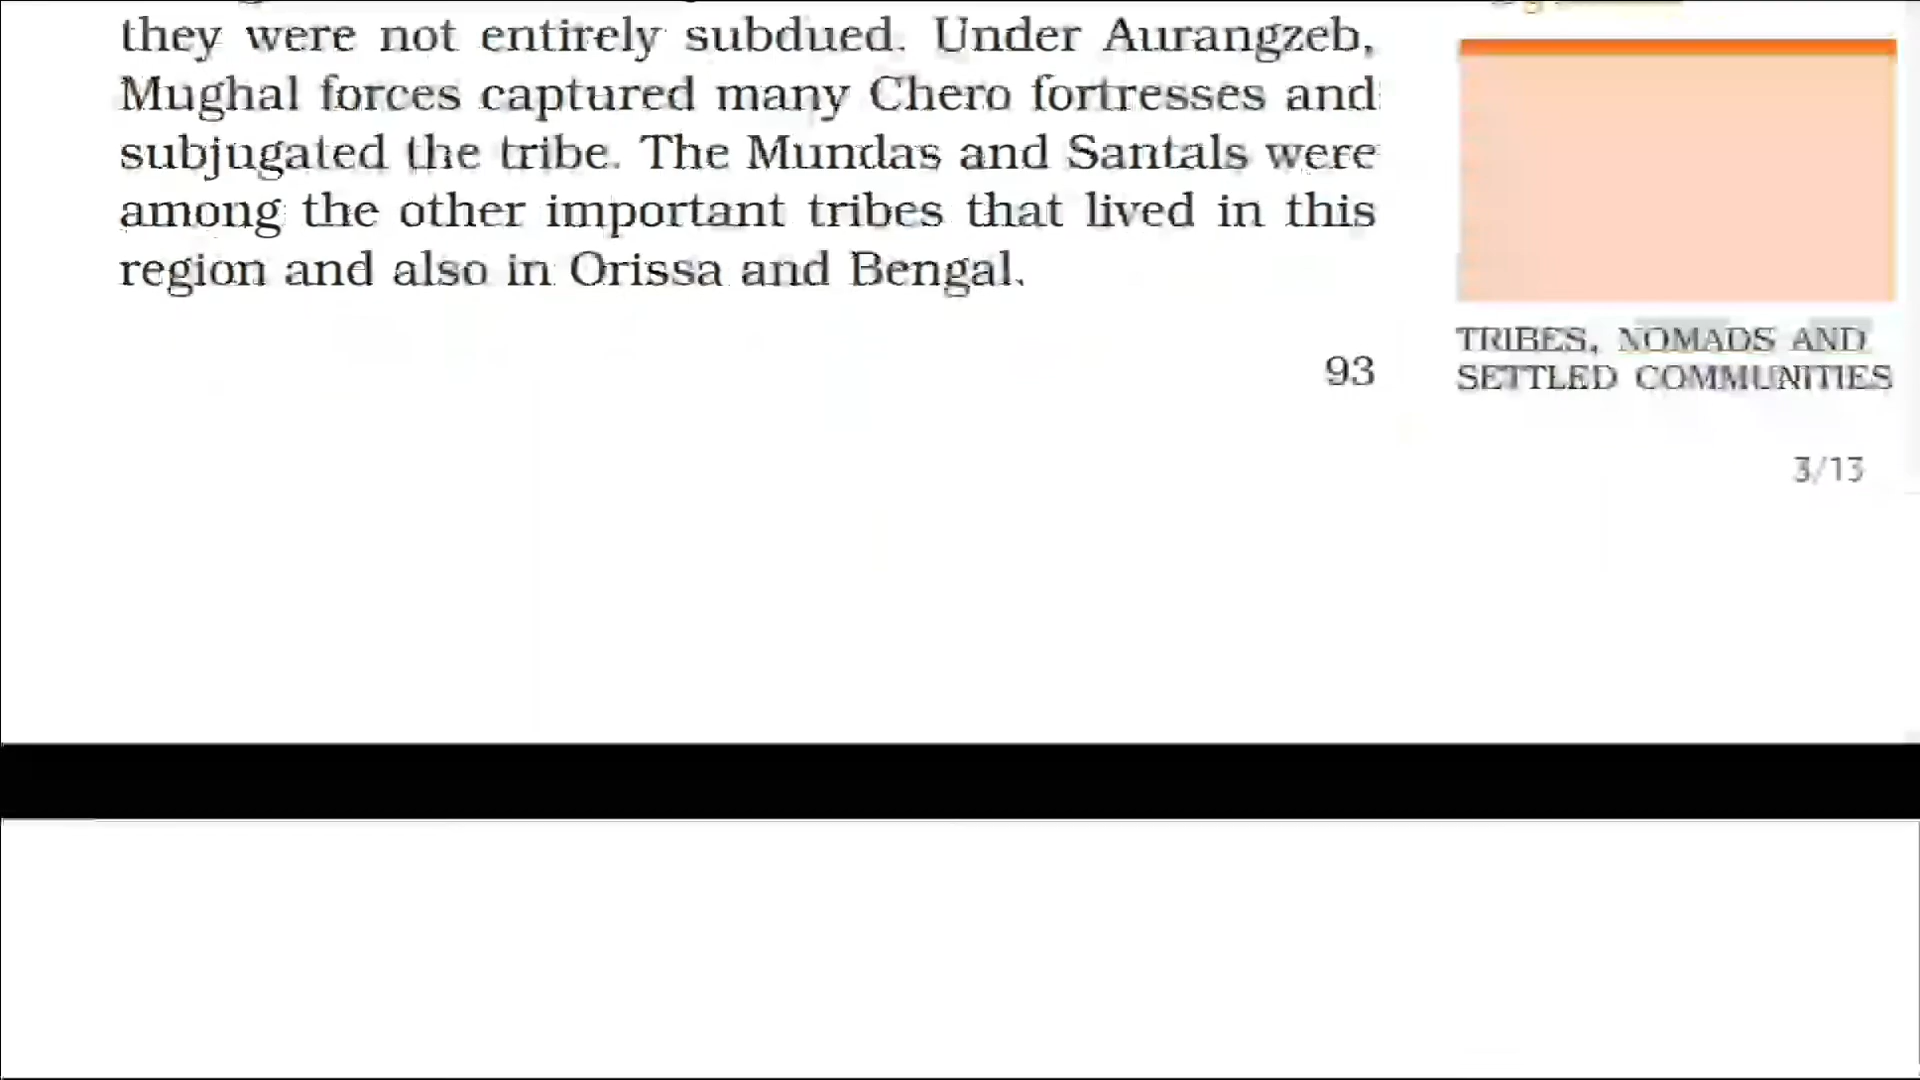 they were not entirely subdued. Under Aurangzeb,
Mughal forces captured many Chero fortresses and
subjugated the tribe. The Mundas and Santals were
among the other important tribes that lived in this
region and also in Orissa and Bengal.
93
TRIBES, NOMADS AND
SETTLED COMMUNITIES
3/13